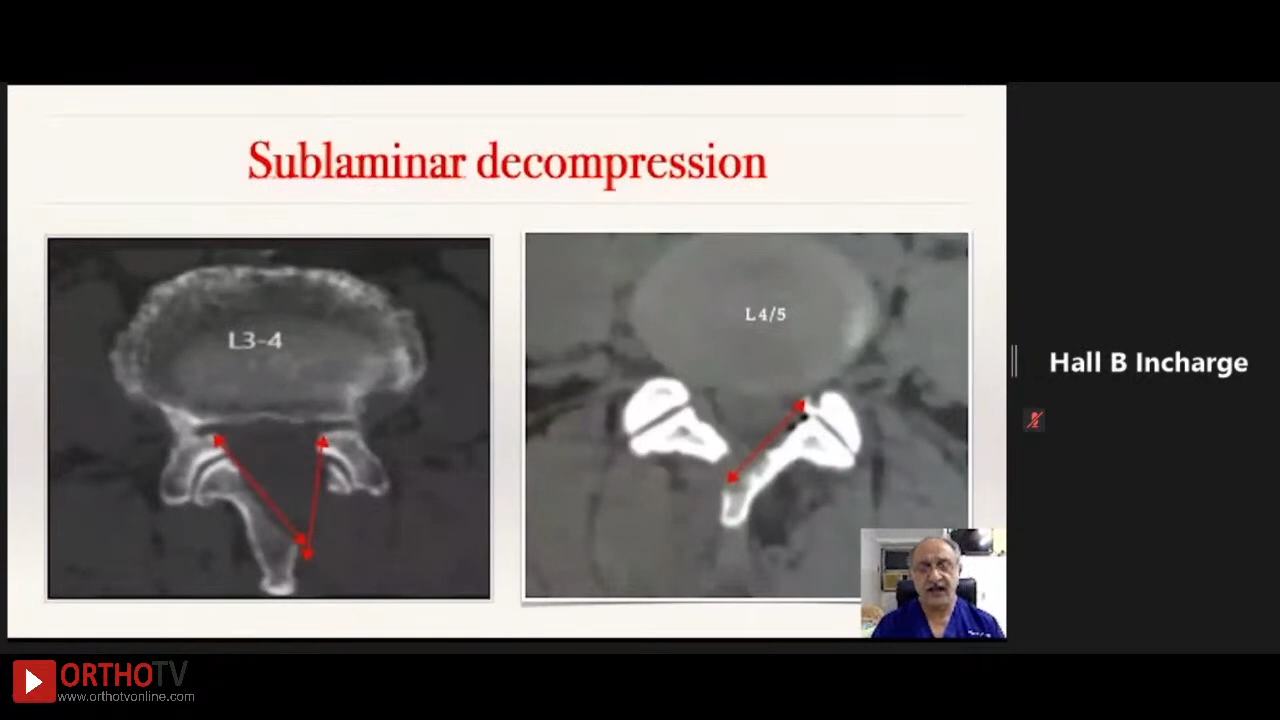 Sublaminar decompression
L3-4
L4/5
Hall B Incharge
ORTHOTV
www.orthotvonline.com